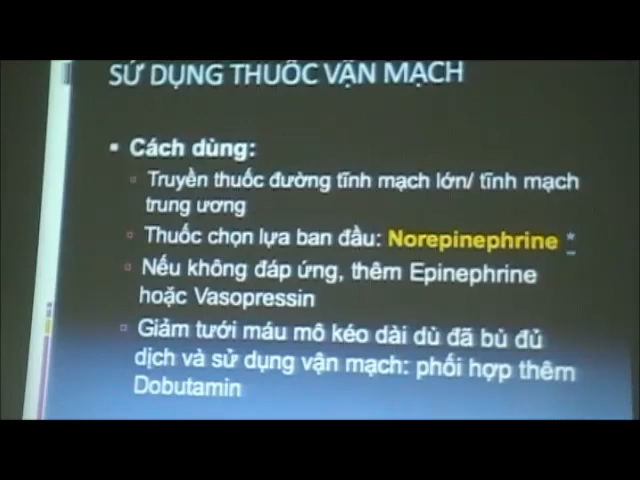 SỬ DỤNG THUỐC VẬN MẠCH
▪ Cách dùng:
▫ Truyền thuốc đường tĩnh mạch lớn/ tĩnh mạch
trung ương
▫ Thuốc chọn lựa ban đầu: Norepinephrine *
▫ Nếu không đáp ứng, thêm Epinephrine
hoặc Vasopressin
▫ Giảm tưới máu mô kéo dài dù đã bù đủ
dịch và sử dụng vận mạch: phối hợp thêm
Dobutamin